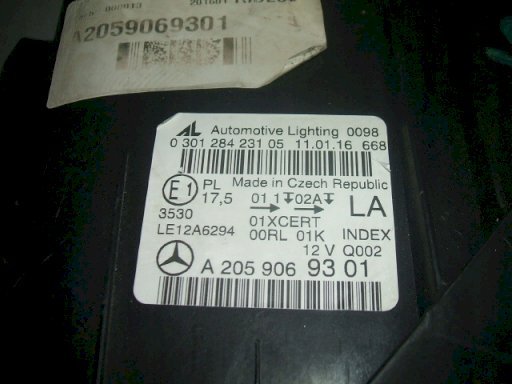 000913
A2059069301
AL Automotive Lighting 0098
0 301 284 231 05 11.01.16 668
E1 PL Made in Czech Republic
17,5 01 1 02A LA
3530 01XCERT
LE12A6294 00RL 01K INDEX
12 V Q002
A 205 906 93 01